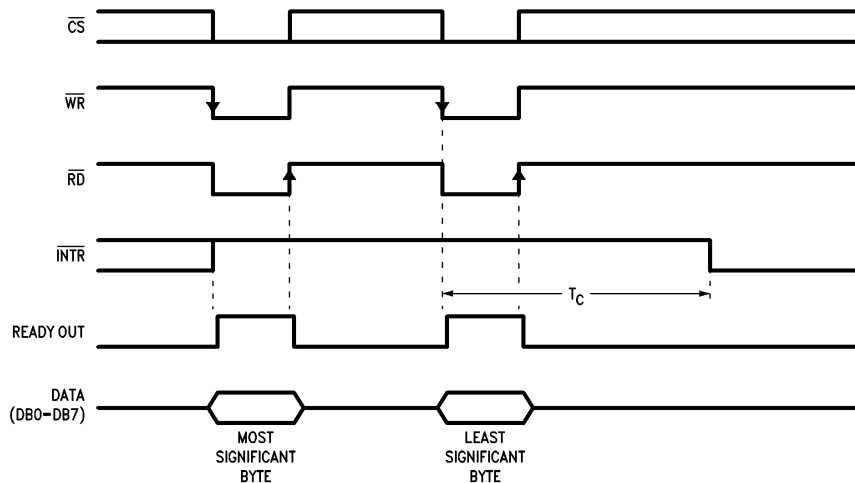 CS
WR
RD
INTR
T_C
READY OUT
DATA
(DB0-DB7)
MOST
SIGNIFICANT
BYTE
LEAST
SIGNIFICANT
BYTE